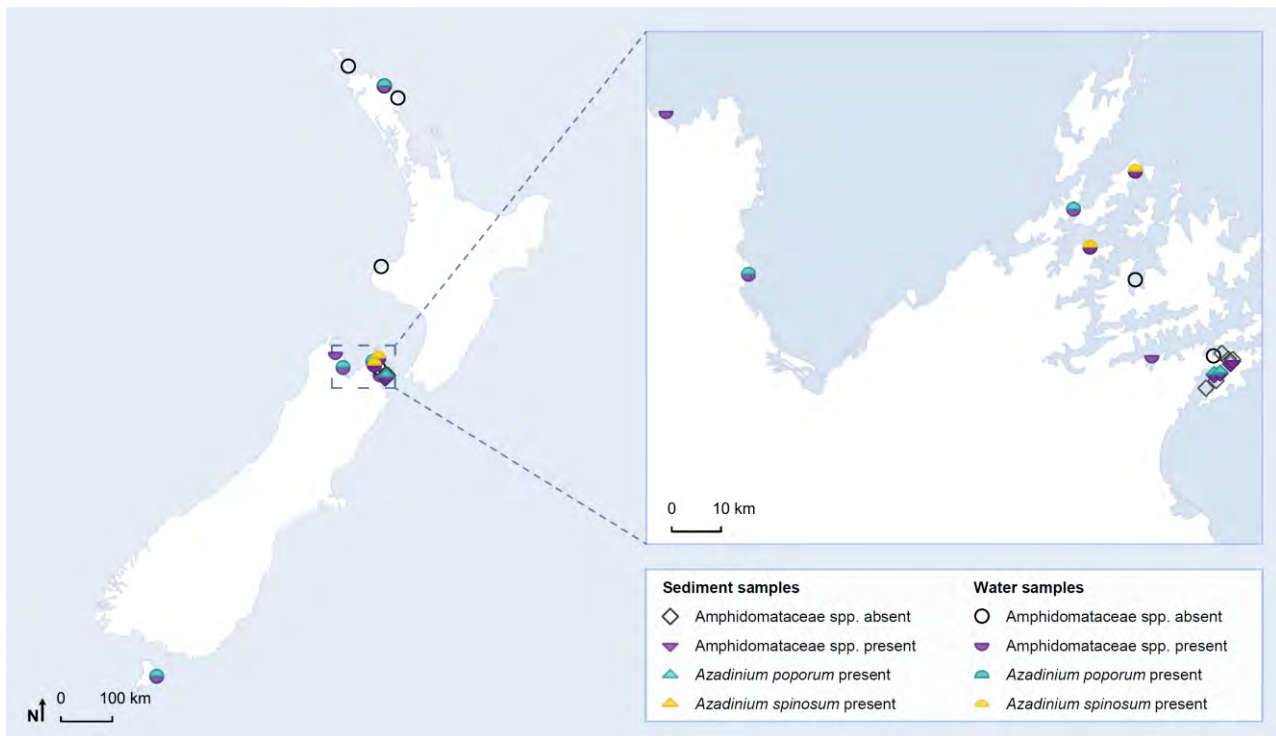 0 10 km
Sediment samples
Water samples
Amphidomataceae spp. absent
Amphidomataceae spp. absent
Amphidomataceae spp. present
Amphidomataceae spp. present
Azadinium poporum present
Azadinium poporum present
Azadinium spinosum present
Azadinium spinosum present
N 0 100 km